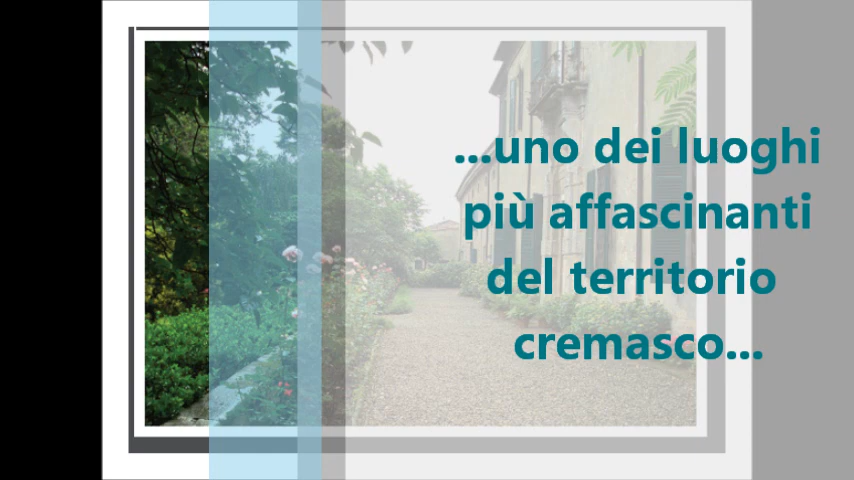 ...uno dei luoghi
più affascinanti
del territorio
cremasco...